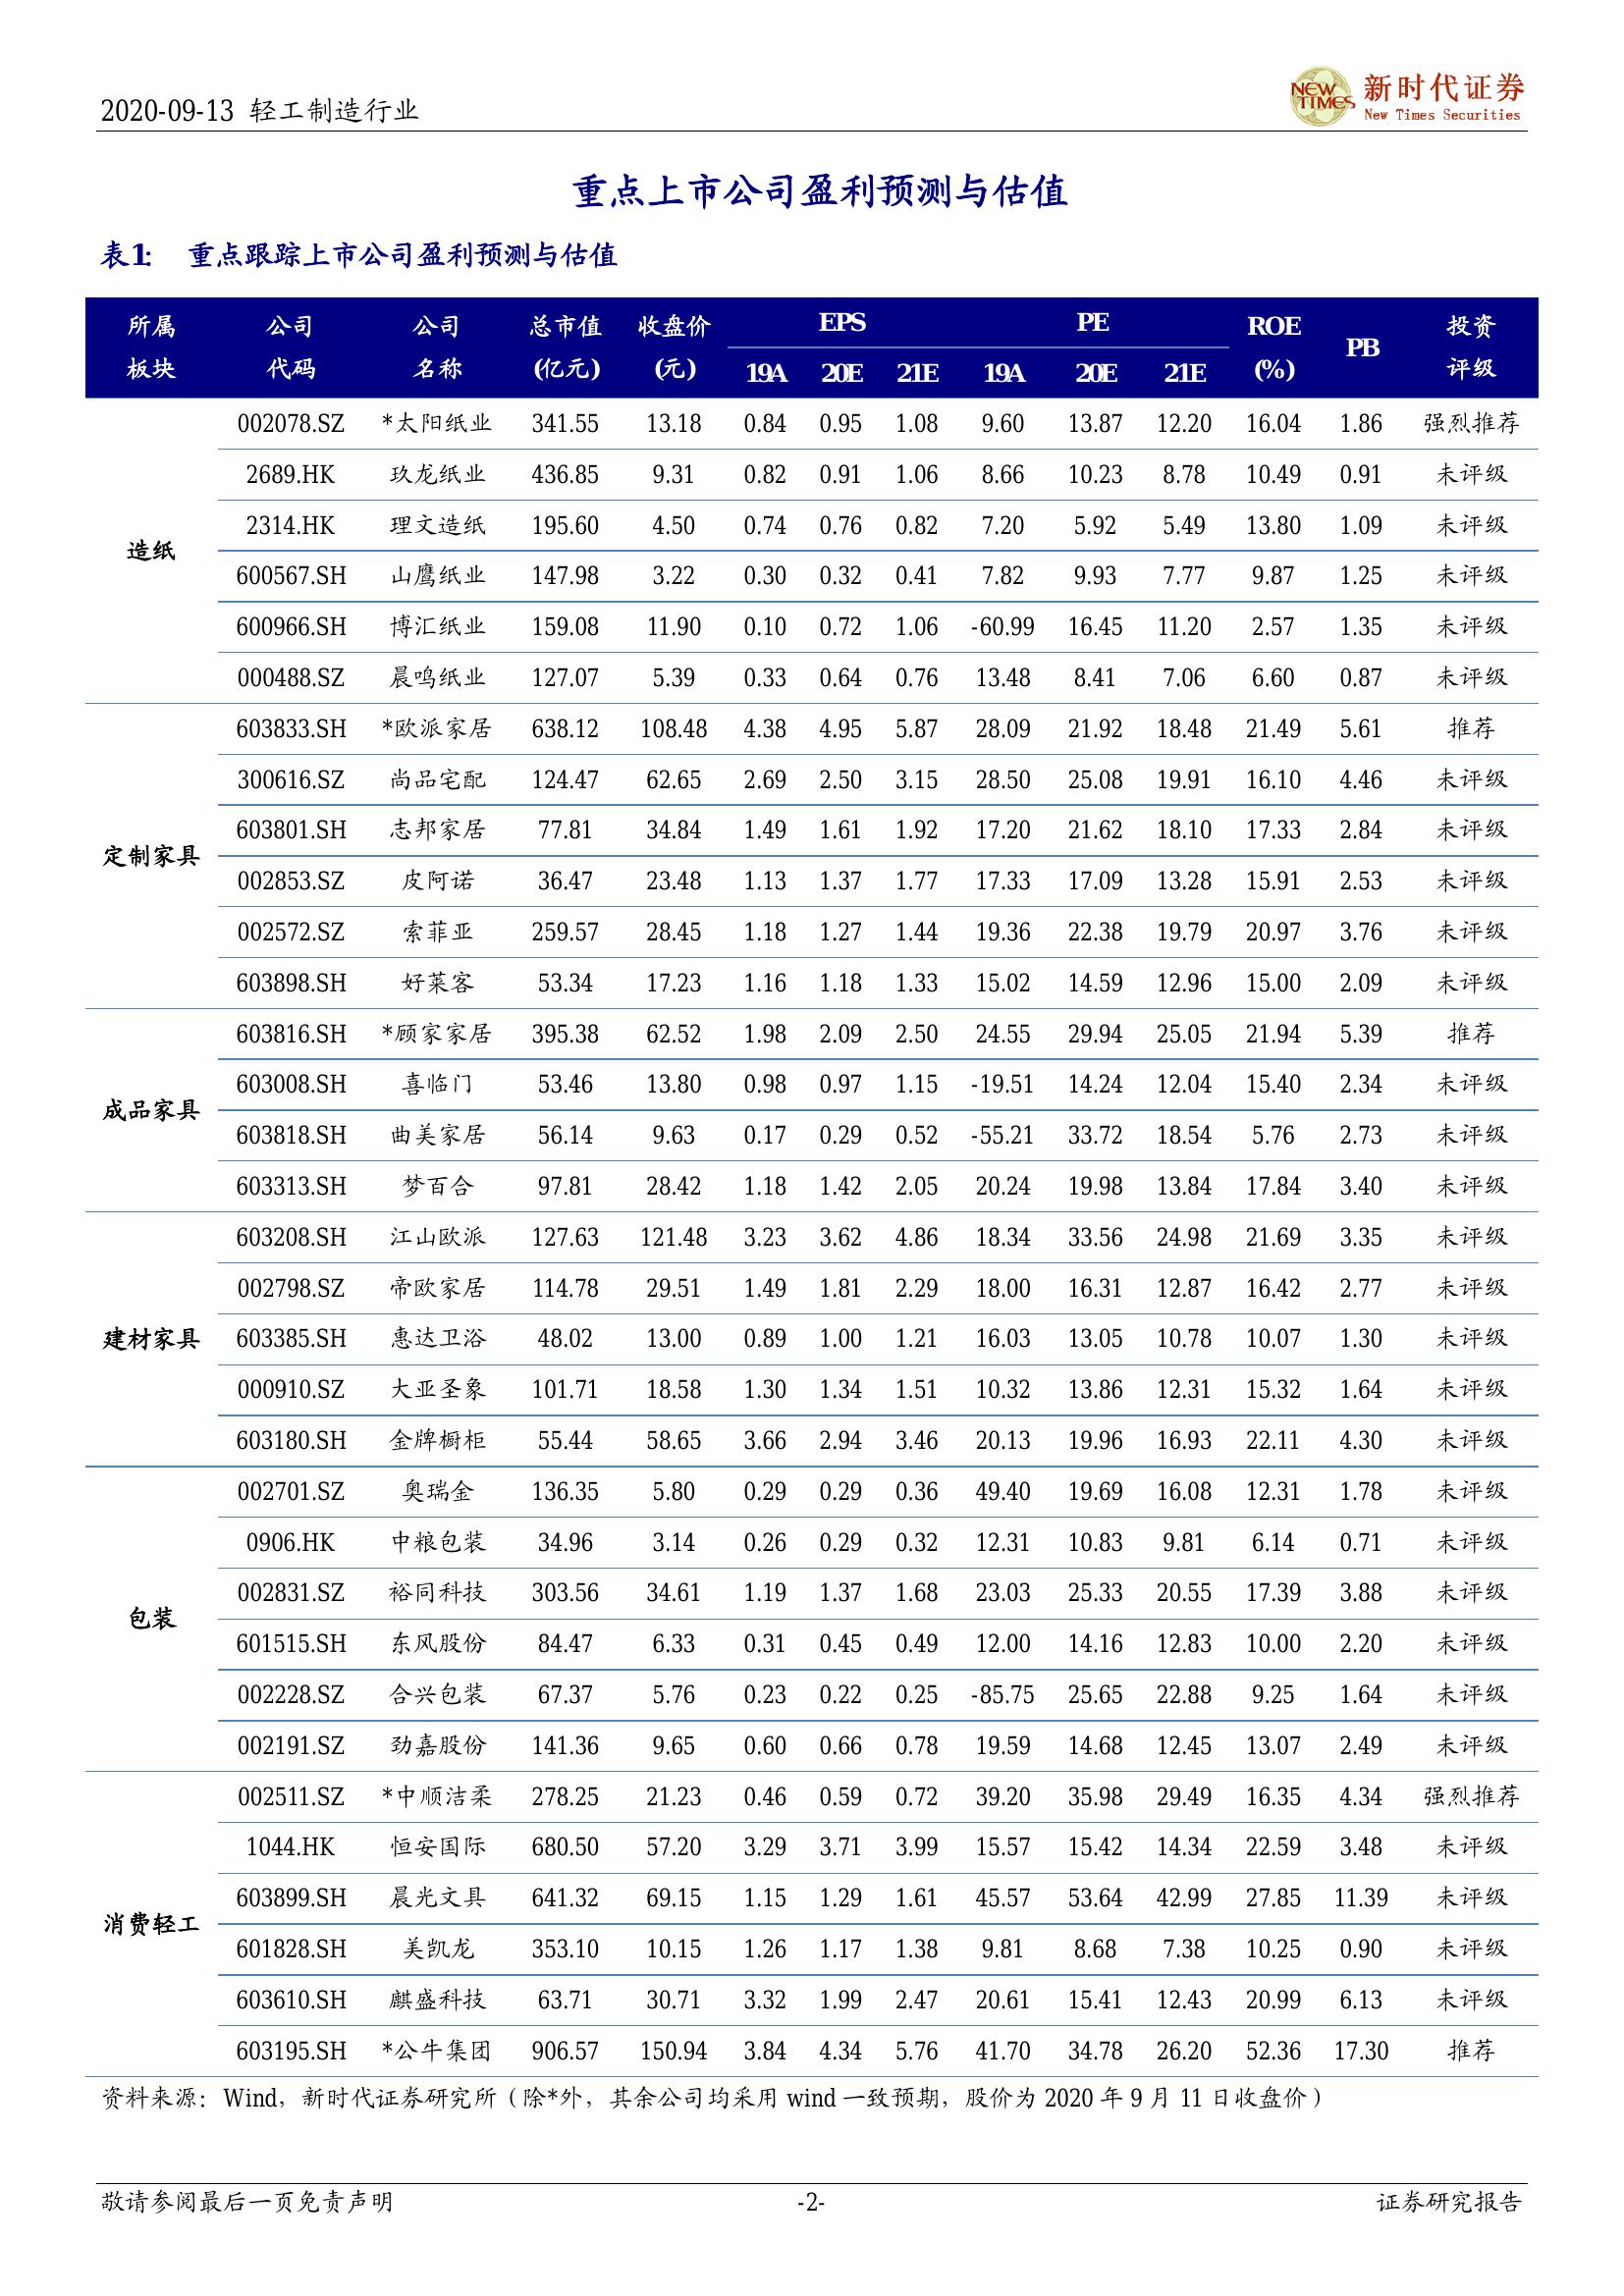 2020-09-13 轻工制造行业
NEW TIMES 新时代证券
New Times Securities
重点上市公司盈利预测与估值
表1: 重点跟踪上市公司盈利预测与估值
所属板块 公司代码 公司名称 总市值(亿元) 收盘价(元) EPS PE ROE(%) PB 投资评级
19A 20E 21E 19A 20E 21E
造纸
002078.SZ *太阳纸业 341.55 13.18 0.84 0.95 1.08 9.60 13.87 12.20 16.04 1.86 强烈推荐
2689.HK 玖龙纸业 436.85 9.31 0.82 0.91 1.06 8.66 10.23 8.78 10.49 0.91 未评级
2314.HK 理文造纸 195.60 4.50 0.74 0.76 0.82 7.20 5.92 5.49 13.80 1.09 未评级
600567.SH 山鹰纸业 147.98 3.22 0.30 0.32 0.41 7.82 9.93 7.77 9.87 1.25 未评级
600966.SH 博汇纸业 159.08 11.90 0.10 0.72 1.06 -60.99 16.45 11.20 2.57 1.35 未评级
000488.SZ 晨鸣纸业 127.07 5.39 0.33 0.64 0.76 13.48 8.41 7.06 6.60 0.87 未评级
定制家具
603833.SH *欧派家居 638.12 108.48 4.38 4.95 5.87 28.09 21.92 18.48 21.49 5.61 推荐
300616.SZ 尚品宅配 124.47 62.65 2.69 2.50 3.15 28.50 25.08 19.91 16.10 4.46 未评级
603801.SH 志邦家居 77.81 34.84 1.49 1.61 1.92 17.20 21.62 18.10 17.33 2.84 未评级
002853.SZ 皮阿诺 36.47 23.48 1.13 1.37 1.77 17.33 17.09 13.28 15.91 2.53 未评级
002572.SZ 索菲亚 259.57 28.45 1.18 1.27 1.44 19.36 22.38 19.79 20.97 3.76 未评级
603898.SH 好莱客 53.34 17.23 1.16 1.18 1.33 15.02 14.59 12.96 15.00 2.09 未评级
成品家具
603816.SH *顾家家居 395.38 62.52 1.98 2.09 2.50 24.55 29.94 25.05 21.94 5.39 推荐
603008.SH 喜临门 53.46 13.80 0.98 0.97 1.15 -19.51 14.24 12.04 15.40 2.34 未评级
603818.SH 曲美家居 56.14 9.63 0.17 0.29 0.52 -55.21 33.72 18.54 5.76 2.73 未评级
603313.SH 梦百合 97.81 28.42 1.18 1.42 2.05 20.24 19.98 13.84 17.84 3.40 未评级
建材家具
603208.SH 江山欧派 127.63 121.48 3.23 3.62 4.86 18.34 33.56 24.98 21.69 3.35 未评级
002798.SZ 帝欧家居 114.78 29.51 1.49 1.81 2.29 18.00 16.31 12.87 16.42 2.77 未评级
603385.SH 惠达卫浴 48.02 13.00 0.89 1.00 1.21 16.03 13.05 10.78 10.07 1.30 未评级
000910.SZ 大亚圣象 101.71 18.58 1.30 1.34 1.51 10.32 13.86 12.31 15.32 1.64 未评级
603180.SH 金牌橱柜 55.44 58.65 3.66 2.94 3.46 20.13 19.96 16.93 22.11 4.30 未评级
包装
002701.SZ 奥瑞金 136.35 5.80 0.29 0.29 0.36 49.40 19.69 16.08 12.31 1.78 未评级
0906.HK 中粮包装 34.96 3.14 0.26 0.29 0.32 12.31 10.83 9.81 6.14 0.71 未评级
002831.SZ 裕同科技 303.56 34.61 1.19 1.37 1.68 23.03 25.33 20.55 17.39 3.88 未评级
601515.SH 东风股份 84.47 6.33 0.31 0.45 0.49 12.00 14.16 12.83 10.00 2.20 未评级
002228.SZ 合兴包装 67.37 5.76 0.23 0.22 0.25 -85.75 25.65 22.88 9.25 1.64 未评级
002191.SZ 劲嘉股份 141.36 9.65 0.60 0.66 0.78 19.59 14.68 12.45 13.07 2.49 未评级
消费轻工
002511.SZ *中顺洁柔 278.25 21.23 0.46 0.59 0.72 39.20 35.98 29.49 16.35 4.34 强烈推荐
1044.HK 恒安国际 680.50 57.20 3.29 3.71 3.99 15.57 15.42 14.34 22.59 3.48 未评级
603899.SH 晨光文具 641.32 69.15 1.15 1.29 1.61 45.57 53.64 42.99 27.85 11.39 未评级
601828.SH 美凯龙 353.10 10.15 1.26 1.17 1.38 9.81 8.68 7.38 10.25 0.90 未评级
603610.SH 麒盛科技 63.71 30.71 3.32 1.99 2.47 20.61 15.41 12.43 20.99 6.13 未评级
603195.SH *公牛集团 906.57 150.94 3.84 4.34 5.76 41.70 34.78 26.20 52.36 17.30 推荐
资料来源：Wind，新时代证券研究所（除*外，其余公司均采用 wind 一致预期，股价为 2020 年 9 月 11 日收盘价）
敬请参阅最后一页免责声明 -2- 证券研究报告